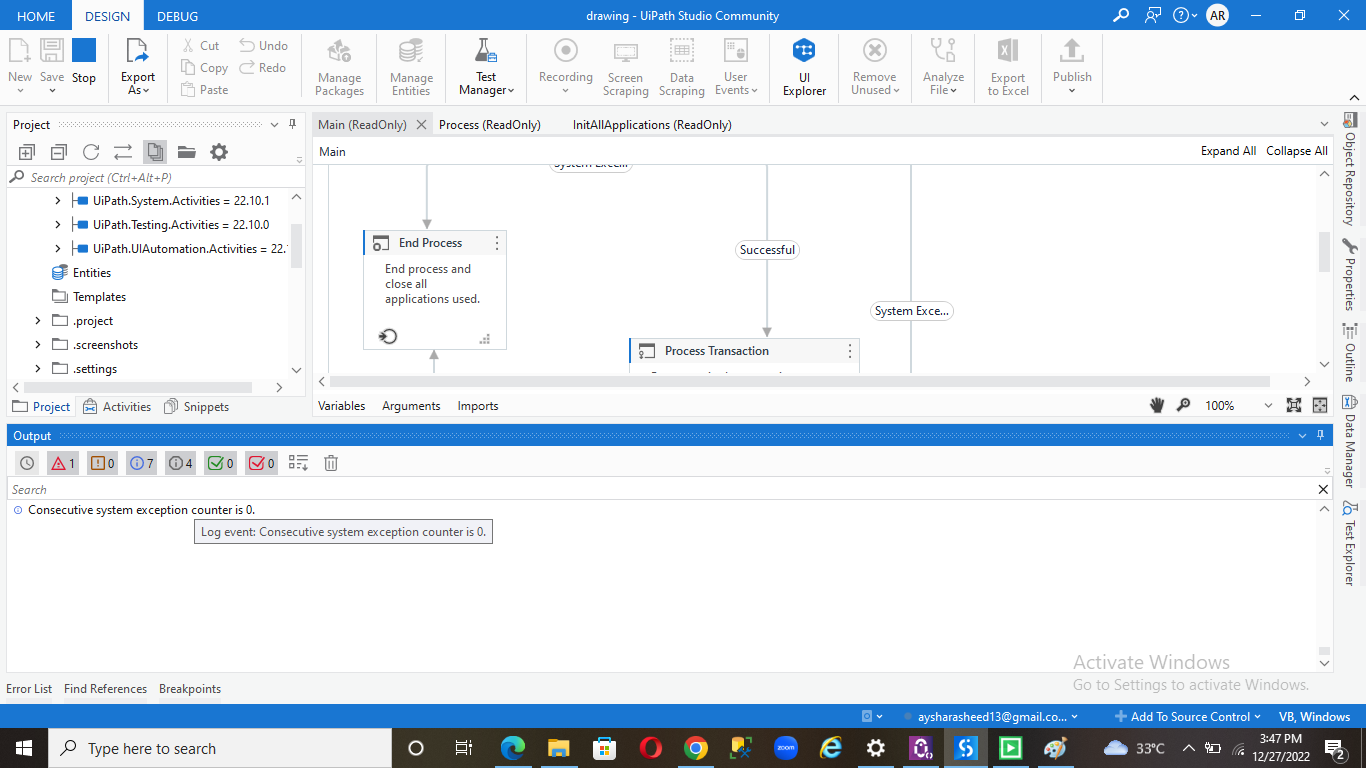 HOME DESIGN DEBUG drawing - UiPath Studio Community AR
New Save Stop Export As Cut Copy Paste Undo Redo Manage Packages Manage Entities Test Manager Recording Screen Scraping Data Scraping User Events UI Explorer Remove Unused Analyze File Export to Excel Publish
Project
Search project (Ctrl+Alt+P)
UiPath.System.Activities = 22.10.1
UiPath.Testing.Activities = 22.10.0
UiPath.UIAutomation.Activities = 22.
Entities
Templates
.project
.screenshots
.settings
Project Activities Snippets
Main (ReadOnly) Process (ReadOnly) InitAllApplications (ReadOnly)
Main Expand All Collapse All
System Exce...
End Process
End process and
close all
applications used.
Successful
System Exce...
Process Transaction
Variables Arguments Imports 100%
Object Repository
Properties
Outline
Data Manager
Test Explorer
Output
1 0 7 4 0 0
Search
Consecutive system exception counter is 0.
Log event: Consecutive system exception counter is 0.
Activate Windows
Go to Settings to activate Windows.
Error List Find References Breakpoints
aysharasheed13@gmail.co... Add To Source Control VB, Windows
Type here to search zoom 33°C 3:47 PM
12/27/2022 2